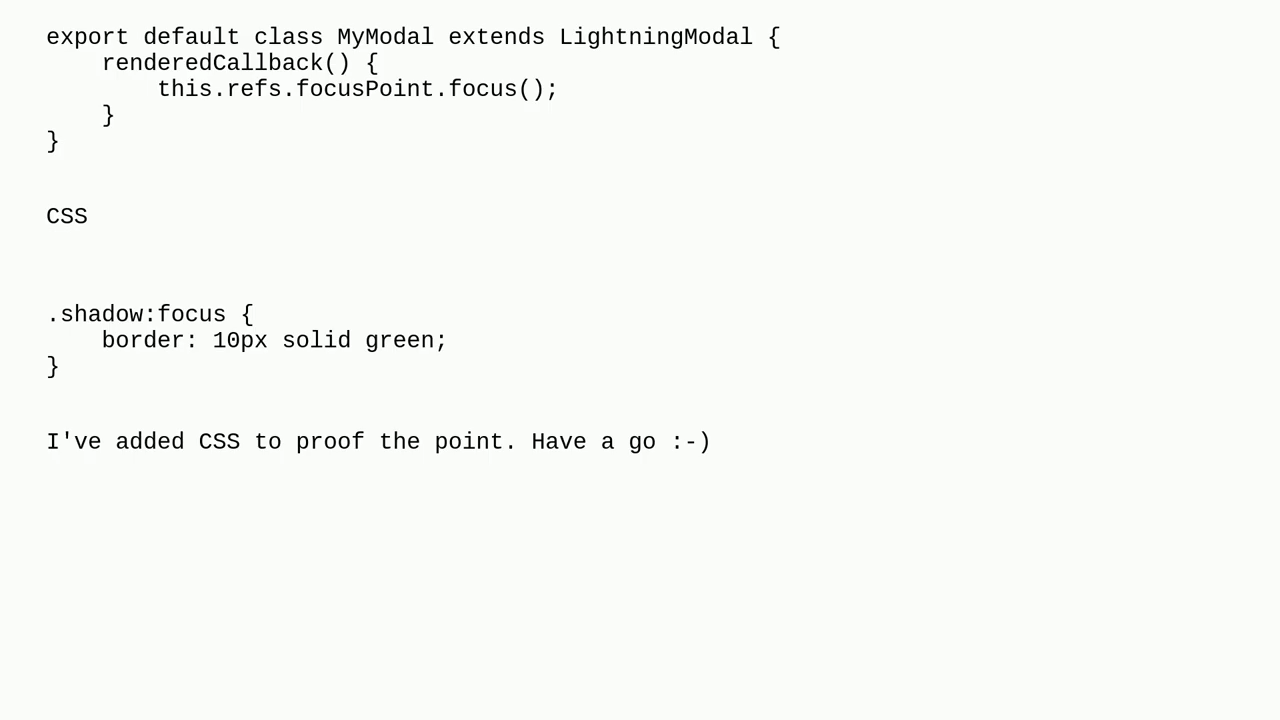 export default class MyModal extends LightningModal {
    renderedCallback() {
        this.refs.focusPoint.focus();
    }
}
CSS
.shadow:focus {
    border: 10px solid green;
}
I've added CSS to proof the point. Have a go :-)